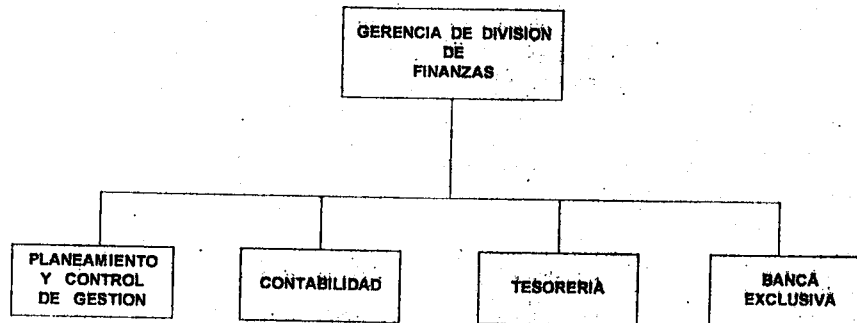 GERENCIA DE DIVISION
DE
FINANZAS
PLANEAMIENTO
Y CONTROL
DE GESTION
CONTABILIDAD
TESORERIA
BANCA
EXCLUSIVA